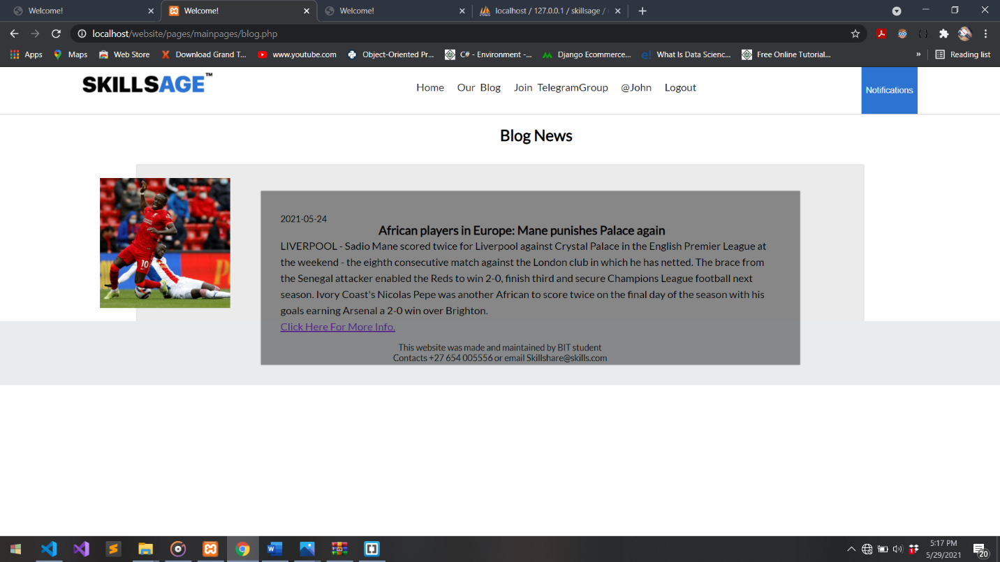 Welcome!
Welcome!
Welcome!
localhost / 127.0.0.1 / skillsage /
localhost/website/pages/mainpages/blog.php
Apps Maps Web Store Download Grand T... www.youtube.com Object-Oriented Pr... C# - Environment -... Django Ecommerce... What Is Data Scienc... Free Online Tutorial... » Reading list
SKILLSAGE™
Home Our Blog Join TelegramGroup @John Logout
Notifications
Blog News
10
2021-05-24
African players in Europe: Mane punishes Palace again
LIVERPOOL - Sadio Mane scored twice for Liverpool against Crystal Palace in the English Premier League at
the weekend - the eighth consecutive match against the London club in which he has netted. The brace from
the Senegal attacker enabled the Reds to win 2-0, finish third and secure Champions League football next
season. Ivory Coast's Nicolas Pepe was another African to score twice on the final day of the season with his
goals earning Arsenal a 2-0 win over Brighton.
Click Here For More Info.
This website was made and maintained by BIT student
Contacts +27 654 005556 or email Skillshare@skills.com
5:17 PM
5/29/2021
20